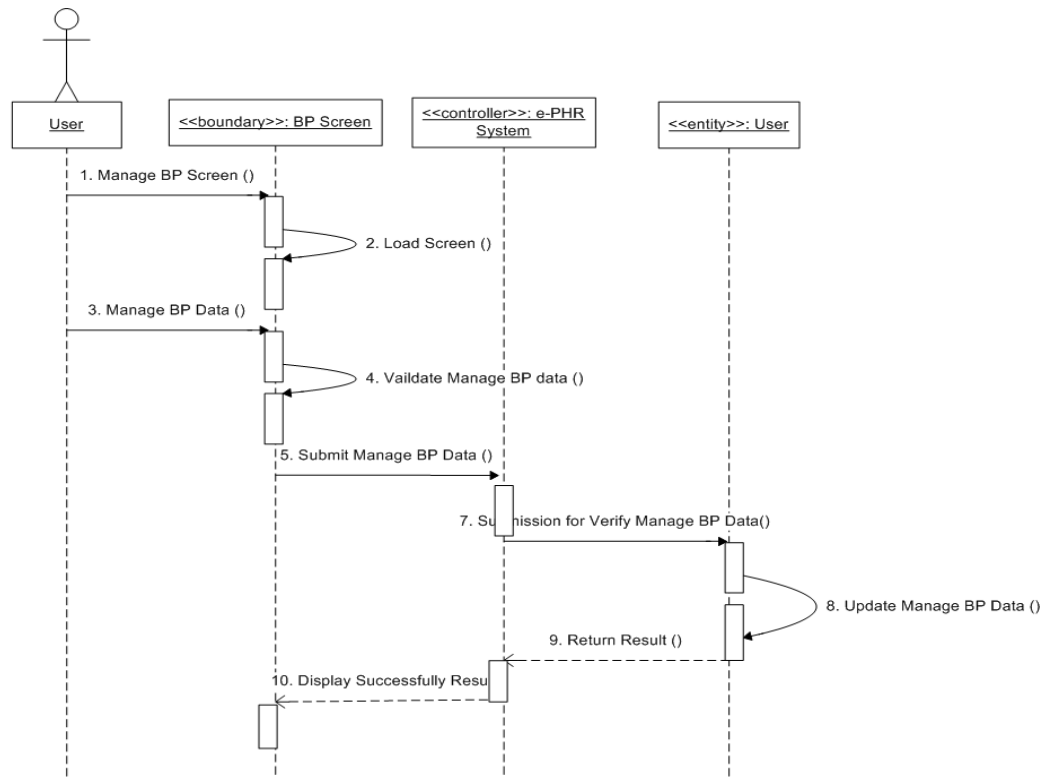 User
<<boundary>>: BP Screen
<<controller>>: e-PHR
System
<<entity>>: User
1. Manage BP Screen ()
2. Load Screen ()
3. Manage BP Data ()
4. Vaildate Manage BP data ()
5. Submit Manage BP Data ()
7. Su mission for Verify Manage BP Data()
8. Update Manage BP Data ()
9. Return Result ()
10. Display Successfully Resu